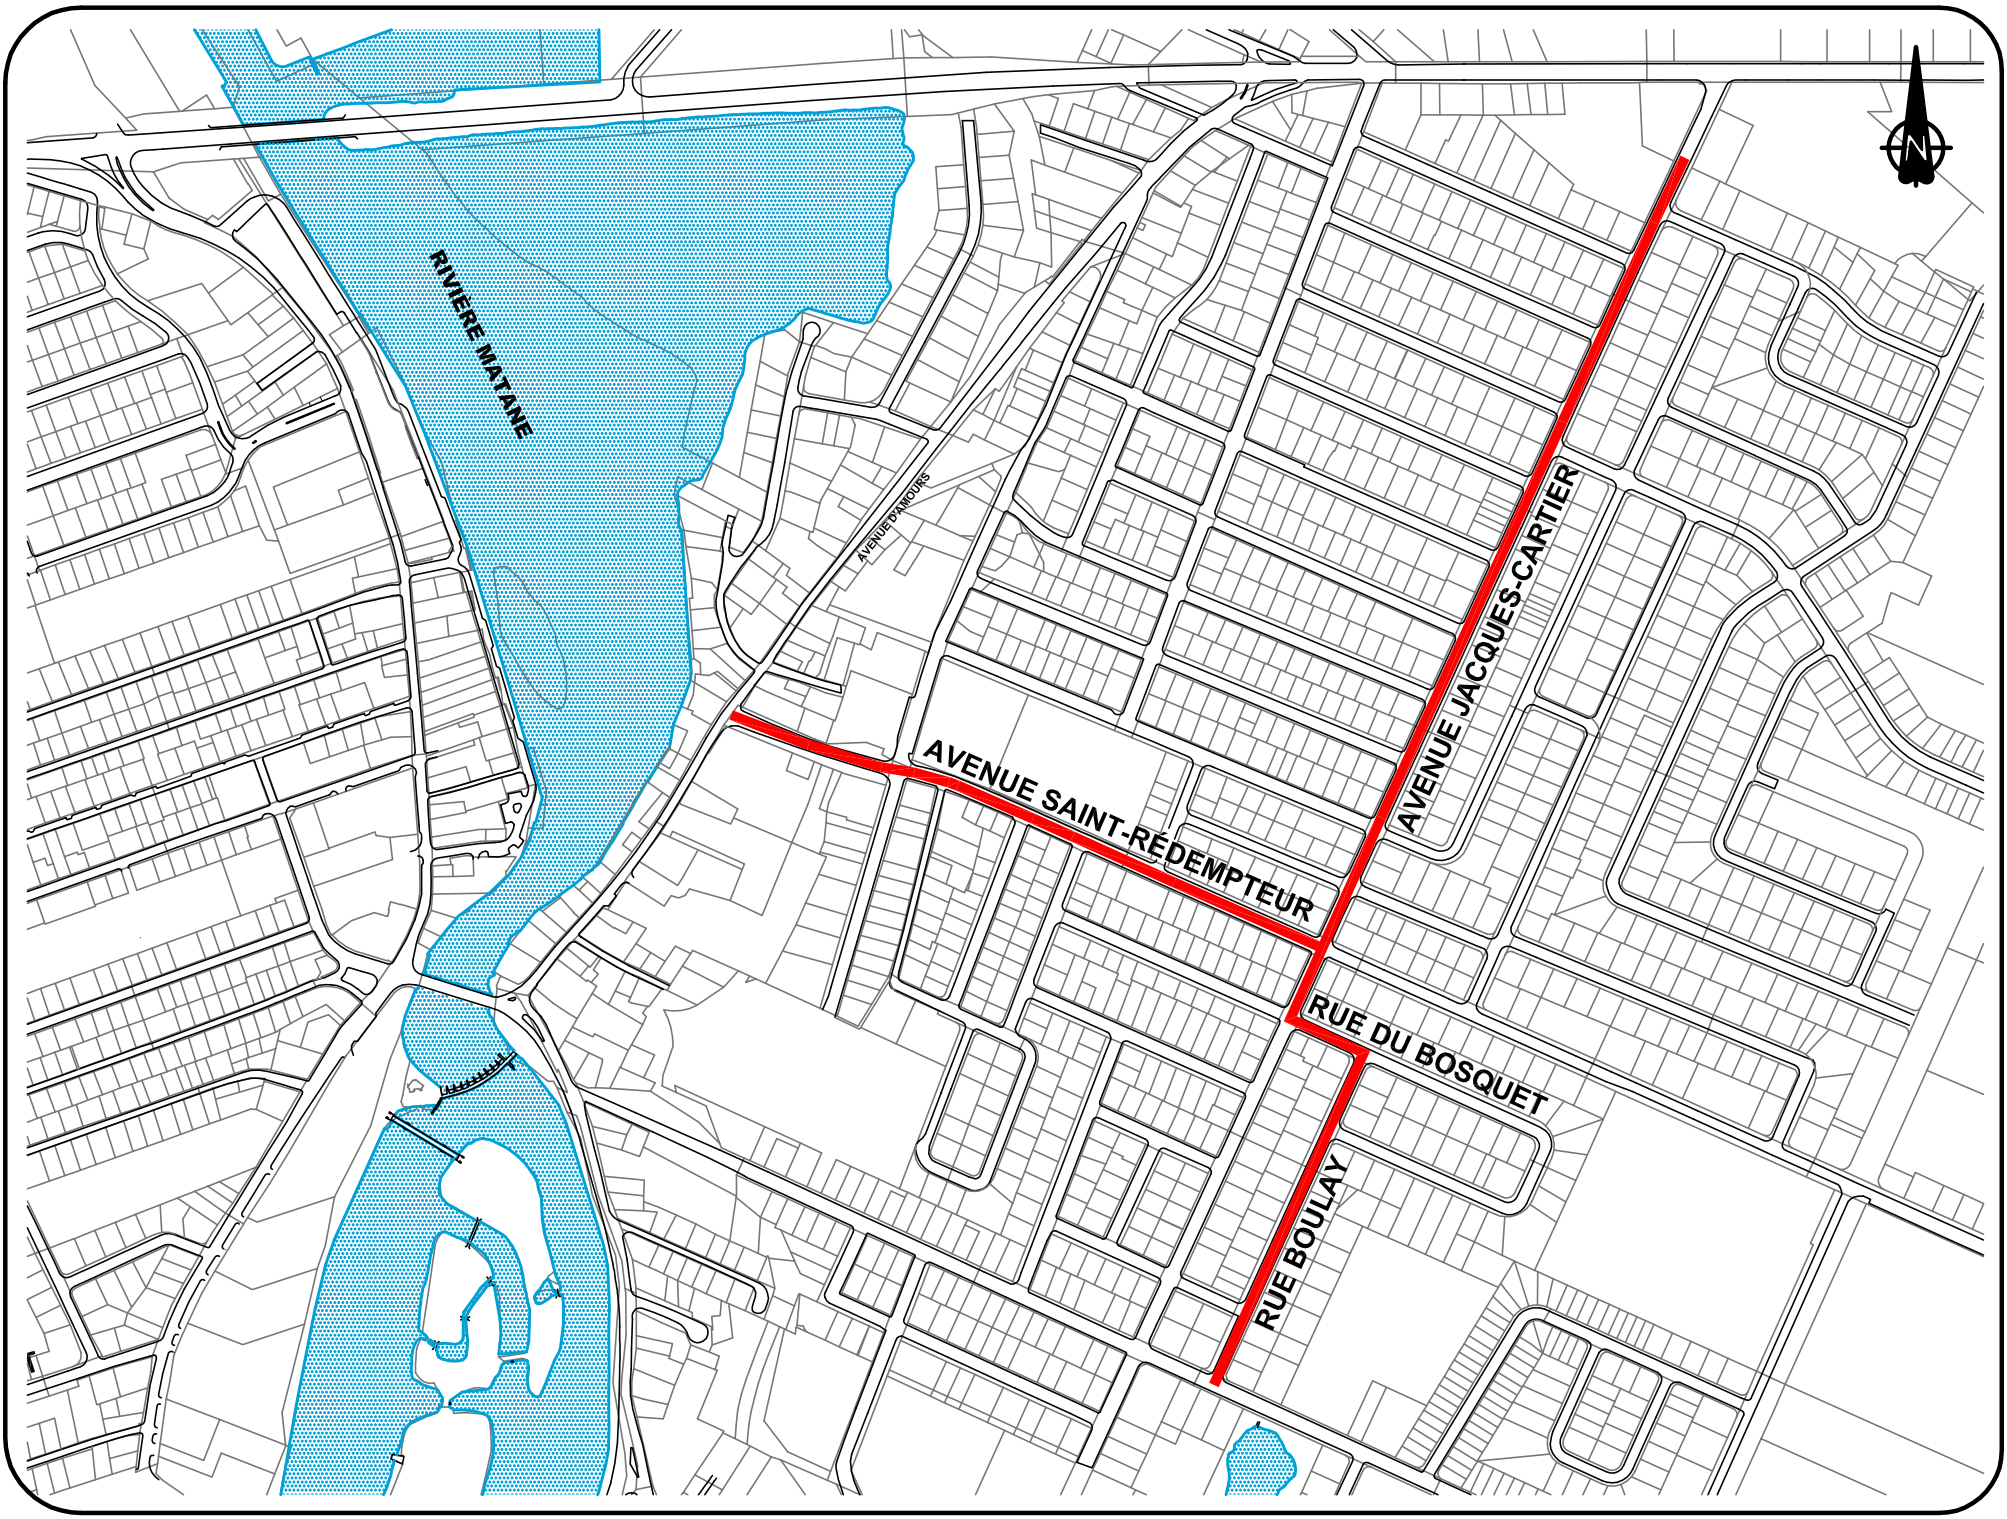 N
RIVIÈRE MATANE
AVENUE D'AMOURS
AVENUE JACQUES-CARTIER
AVENUE SAINT-RÉDEMPTEUR
RUE DU BOSQUET
RUE BOULAY